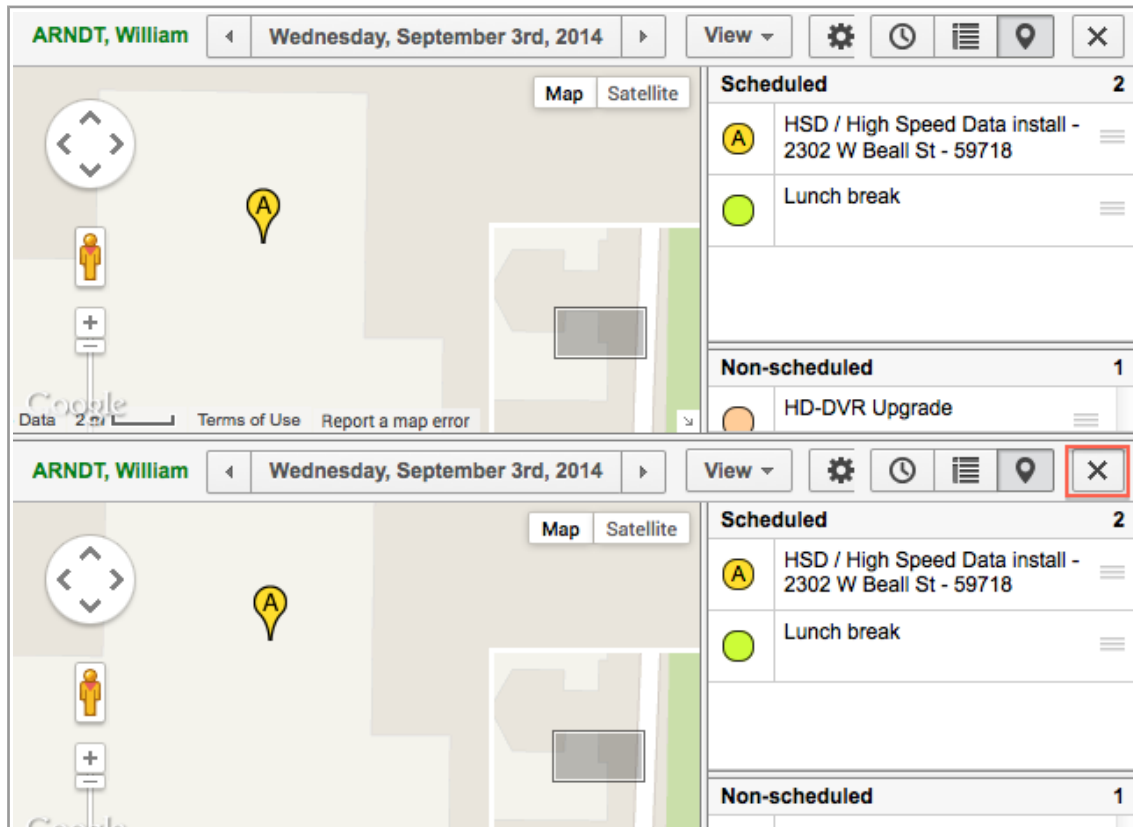 ARNDT, William
Wednesday, September 3rd, 2014
View
Map Satellite
A
Google
Data 2 m
Terms of Use Report a map error
Scheduled 2
A HSD / High Speed Data install -
2302 W Beall St - 59718
Lunch break
Non-scheduled 1
HD-DVR Upgrade
ARNDT, William
Wednesday, September 3rd, 2014
View
Map Satellite
A
Google
Scheduled 2
A HSD / High Speed Data install -
2302 W Beall St - 59718
Lunch break
Non-scheduled 1